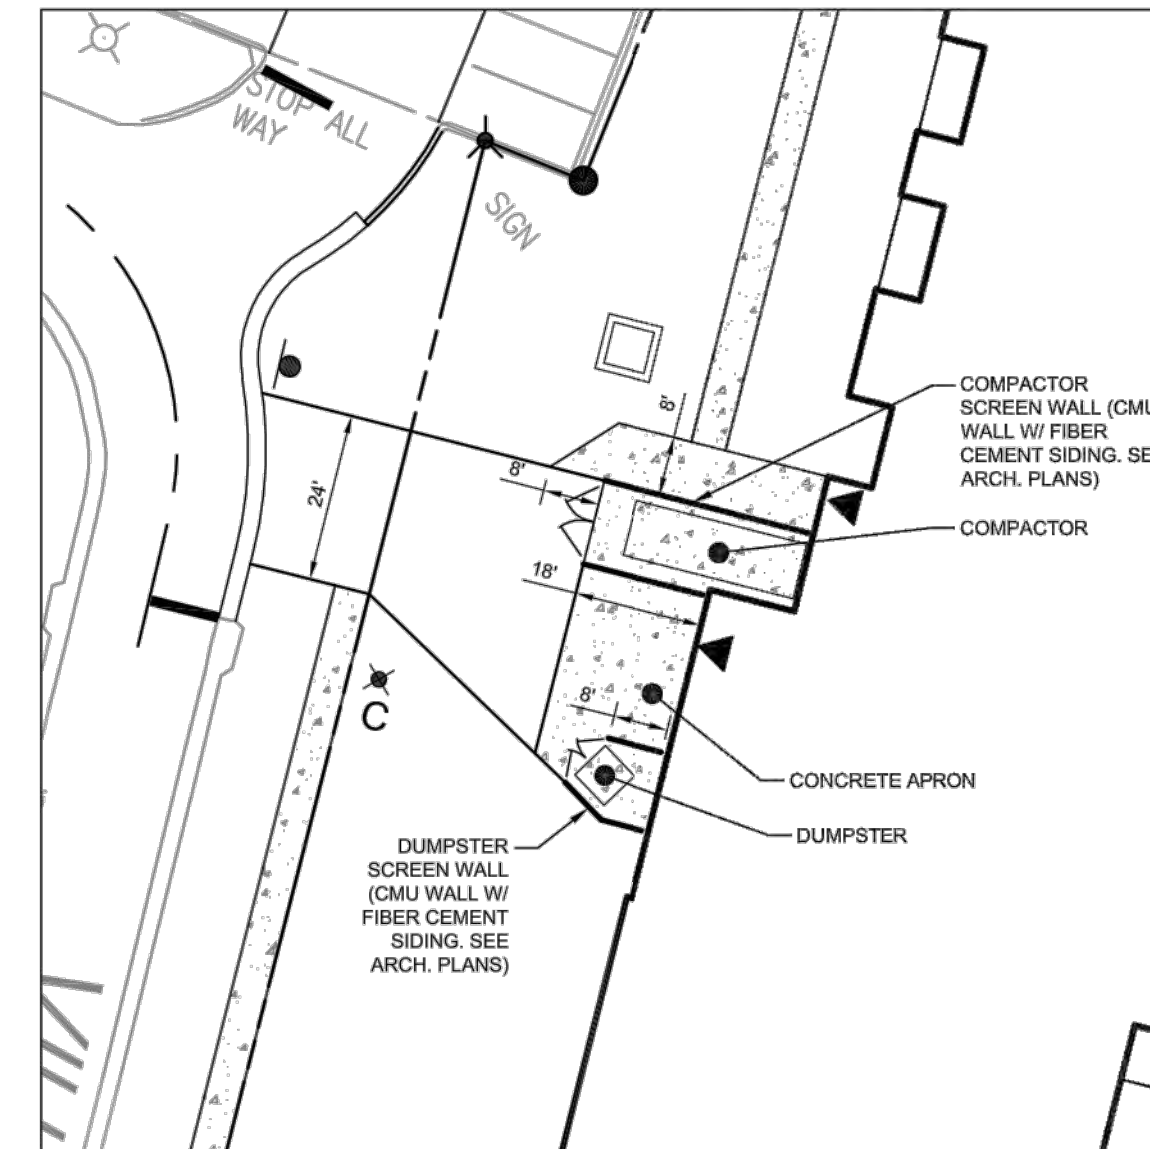 STOP ALL
WAY
SIGN
8'
COMPACTOR
SCREEN WALL (CMU
WALL W/ FIBER
CEMENT SIDING. SEE
ARCH. PLANS)
8'
24'
COMPACTOR
18'
8'
C
CONCRETE APRON
DUMPSTER
DUMPSTER
SCREEN WALL
(CMU WALL W/
FIBER CEMENT
SIDING. SEE
ARCH. PLANS)